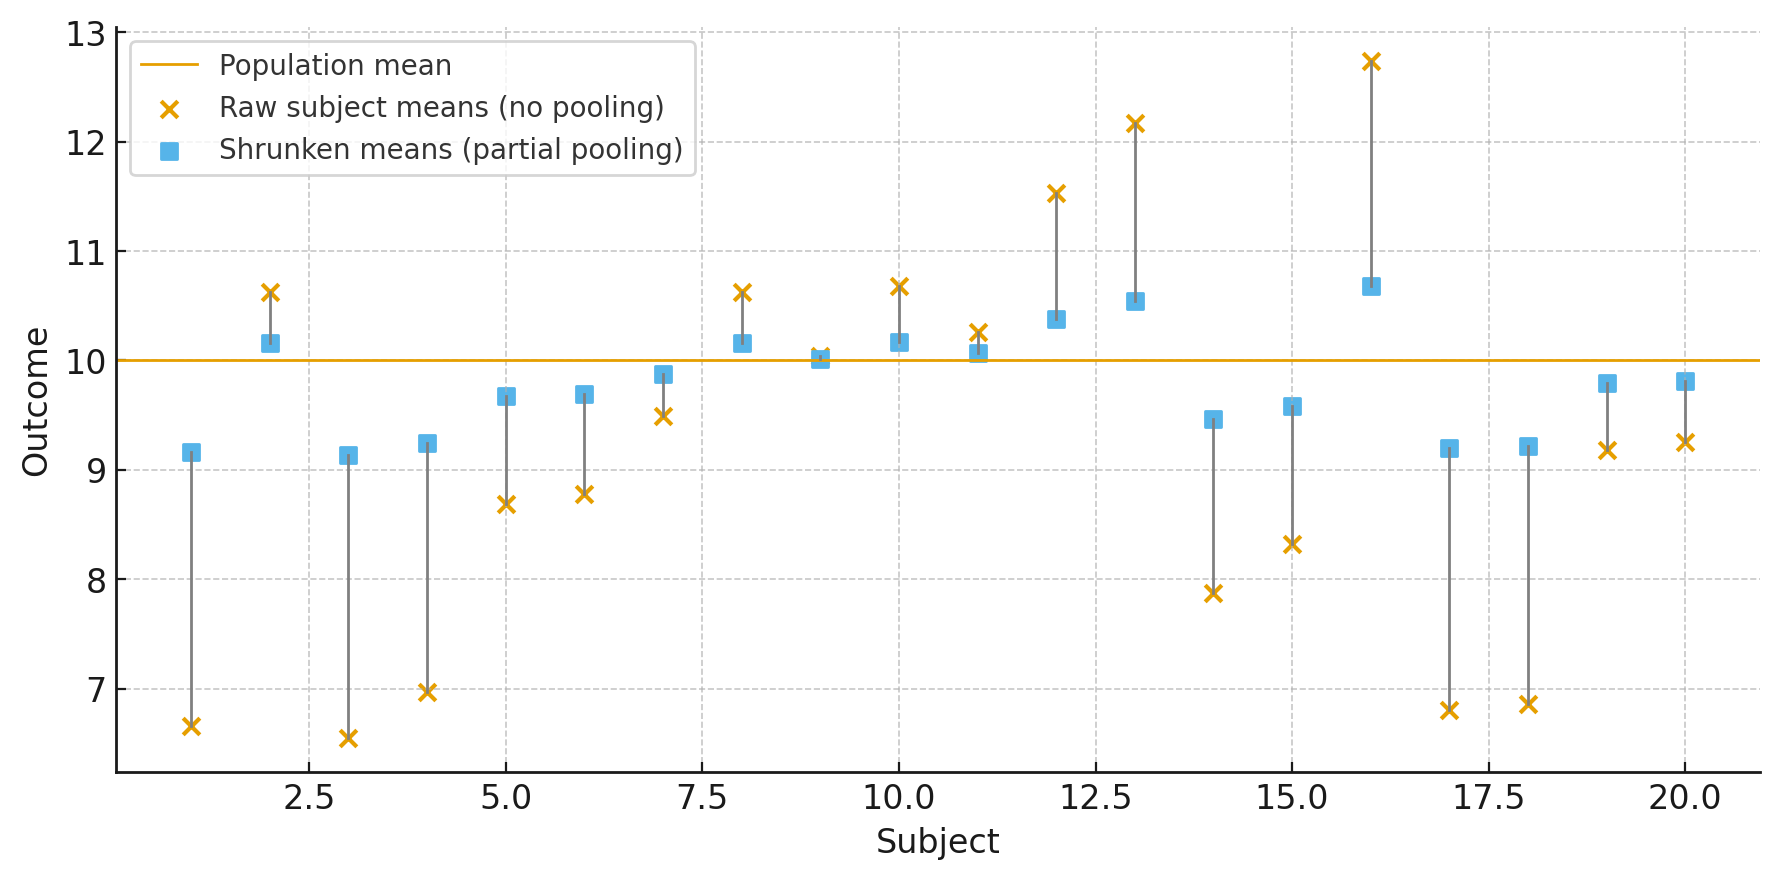 13
12
11
10
9
8
7
Outcome
Population mean
Raw subject means (no pooling)
Shrunken means (partial pooling)
2.5 5.0 7.5 10.0 12.5 15.0 17.5 20.0
Subject